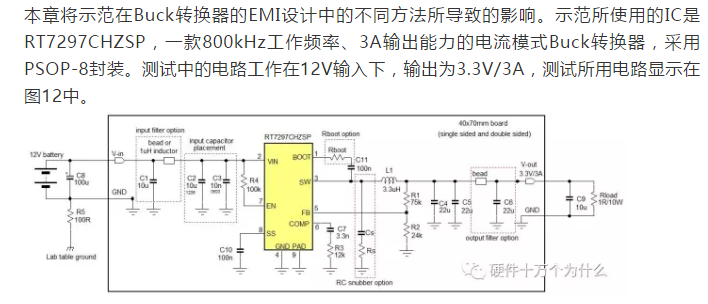 本章将示范在Buck转换器的EMI设计中的不同方法所导致的影响。示范所使用的IC是
RT7297CHZSP,一款800kHz工作频率、3A输出能力的电流模式Buck转换器,采用
PSOP-8封装。测试中的电路工作在12V输入下,输出为3.3V/3A,测试所用电路显示在
图12中。
40x70mm board
(single sided and double sided)
input filter option
bead or
1uH inductor
input capacitor
placement
RT7297CHZSP
Rboot option
Rboot
12V battery
V-in
C8
100u
GND
R5
100R
Lab table ground
C1
10u
C2
10u
C3
10n
R4
100k
2
VIN
7
EN
8
SS
C10
100n
BOOT
1
SW
3
FB
5
COMP
6
GND
PAD
4
9
C11
100n
L1
3.3uH
C7
3.3n
R3
12k
Cs
Rs
RC snubber option
R1
75k
R2
24k
C4
22u
C5
22u
bead
C6
22u
output filter option
V-out
3.3V/3A
GND
C9
10u
Rload
1R/10W
硬件十万个为什么